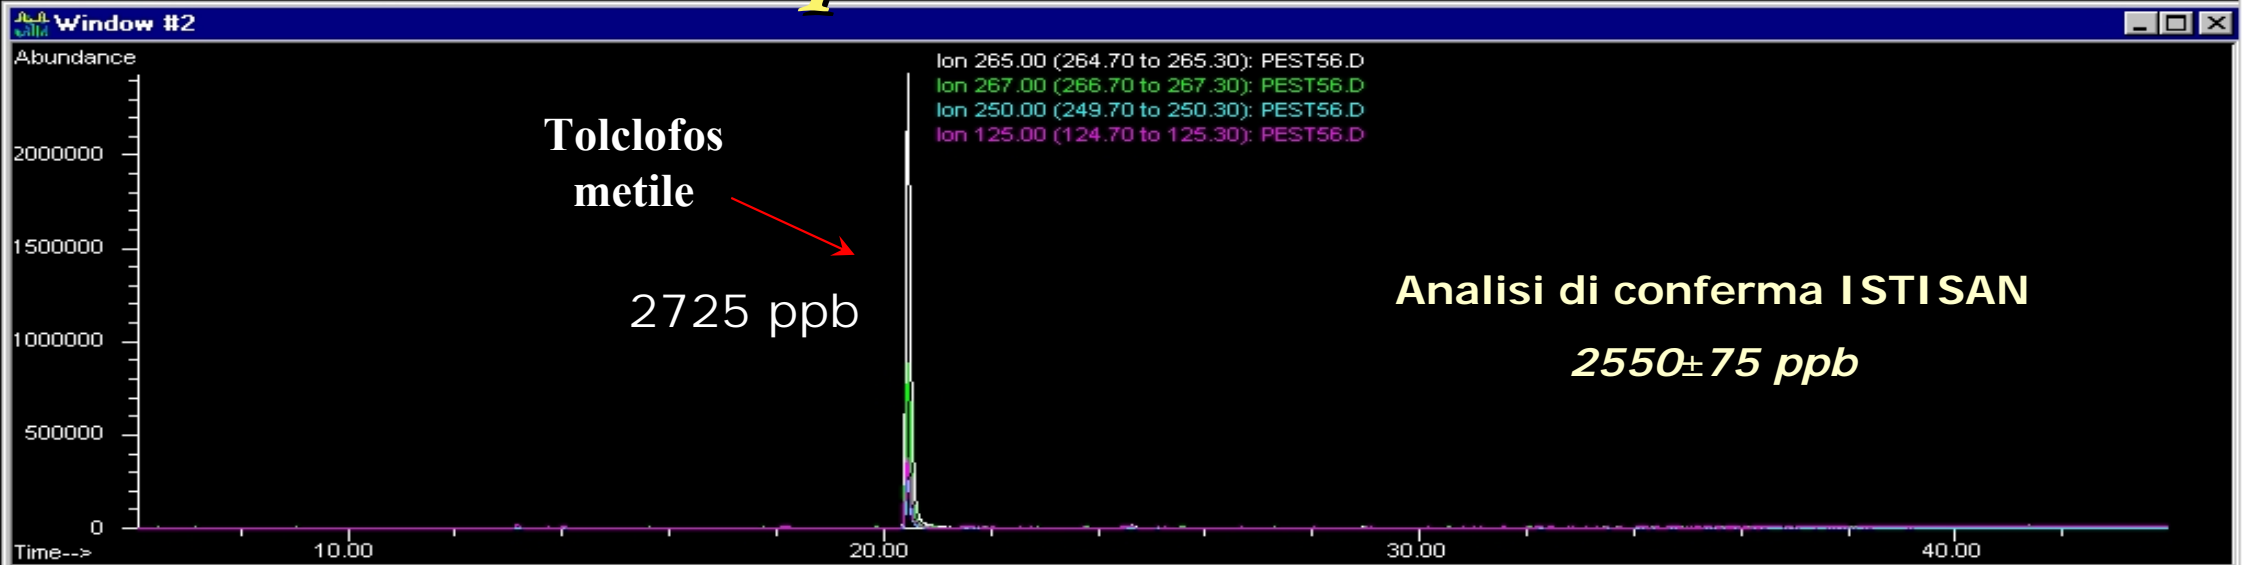 Window #2
Abundance
Ion 265.00 (264.70 to 265.30): PEST56.D
Ion 267.00 (266.70 to 267.30): PEST56.D
Ion 250.00 (249.70 to 250.30): PEST56.D
Ion 125.00 (124.70 to 125.30): PEST56.D
Tolclofos
metile
2725 ppb
Analisi di conferma ISTISAN
2550±75 ppb
2000000
1500000
1000000
500000
0
Time-->
10.00 20.00 30.00 40.00